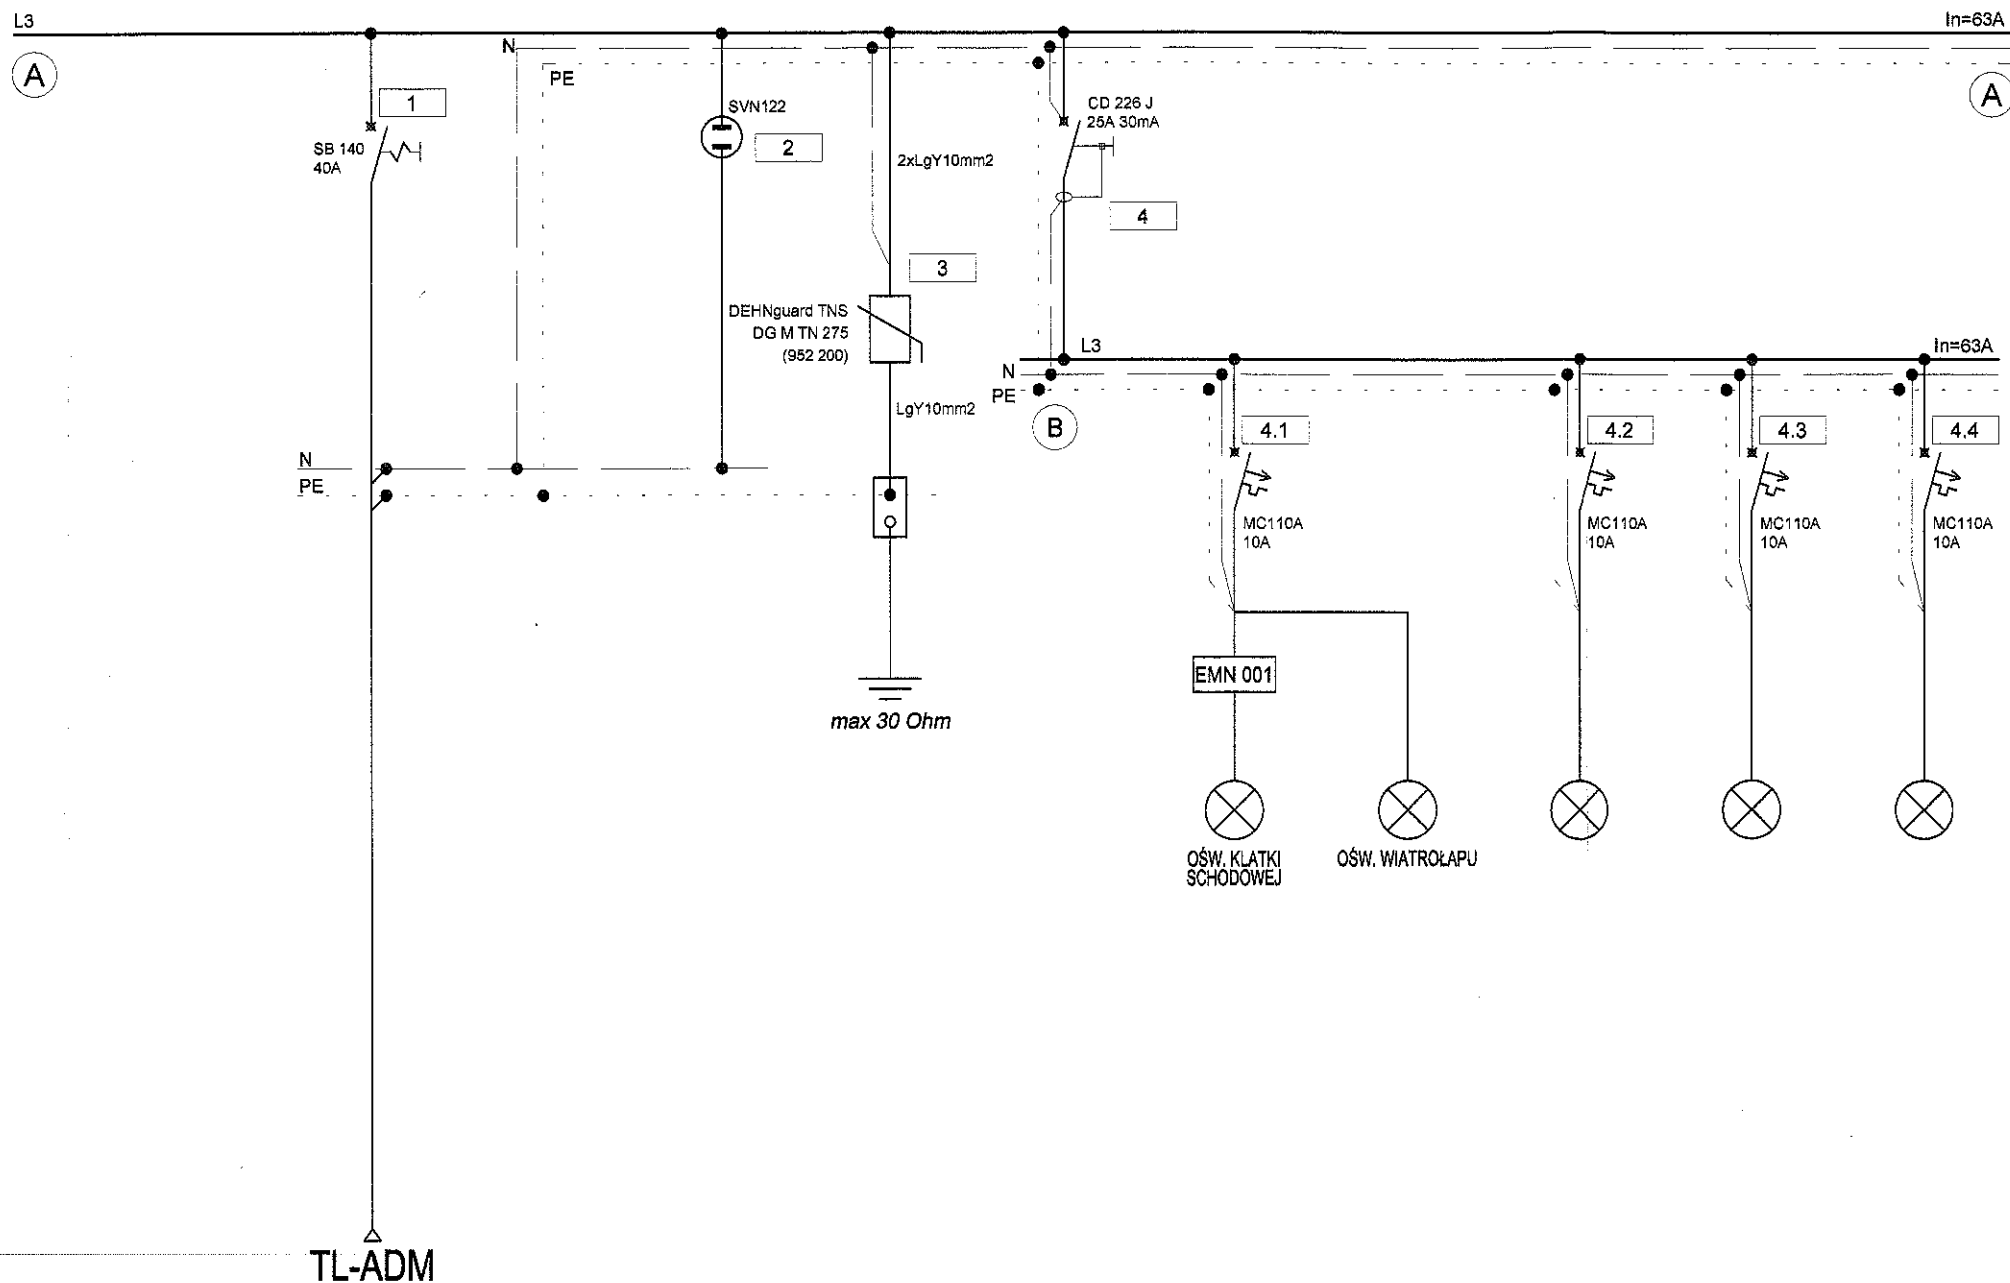 L3
In=63A
A
A
N
PE
1
SB 140
40A
SVN122
2
2xLgY10mm2
CD 226 J
25A 30mA
4
3
DEHNguard TNS
DG M TN 275
(952 200)
L3
In=63A
N
PE
B
LgY10mm2
N
PE
4.1
4.2
4.3
4.4
MC110A
10A
MC110A
10A
MC110A
10A
MC110A
10A
EMN 001
max 30 Ohm
OŚW. KLATKI
SCHODOWEJ
OŚW. WIATROŁAPU
TL-ADM